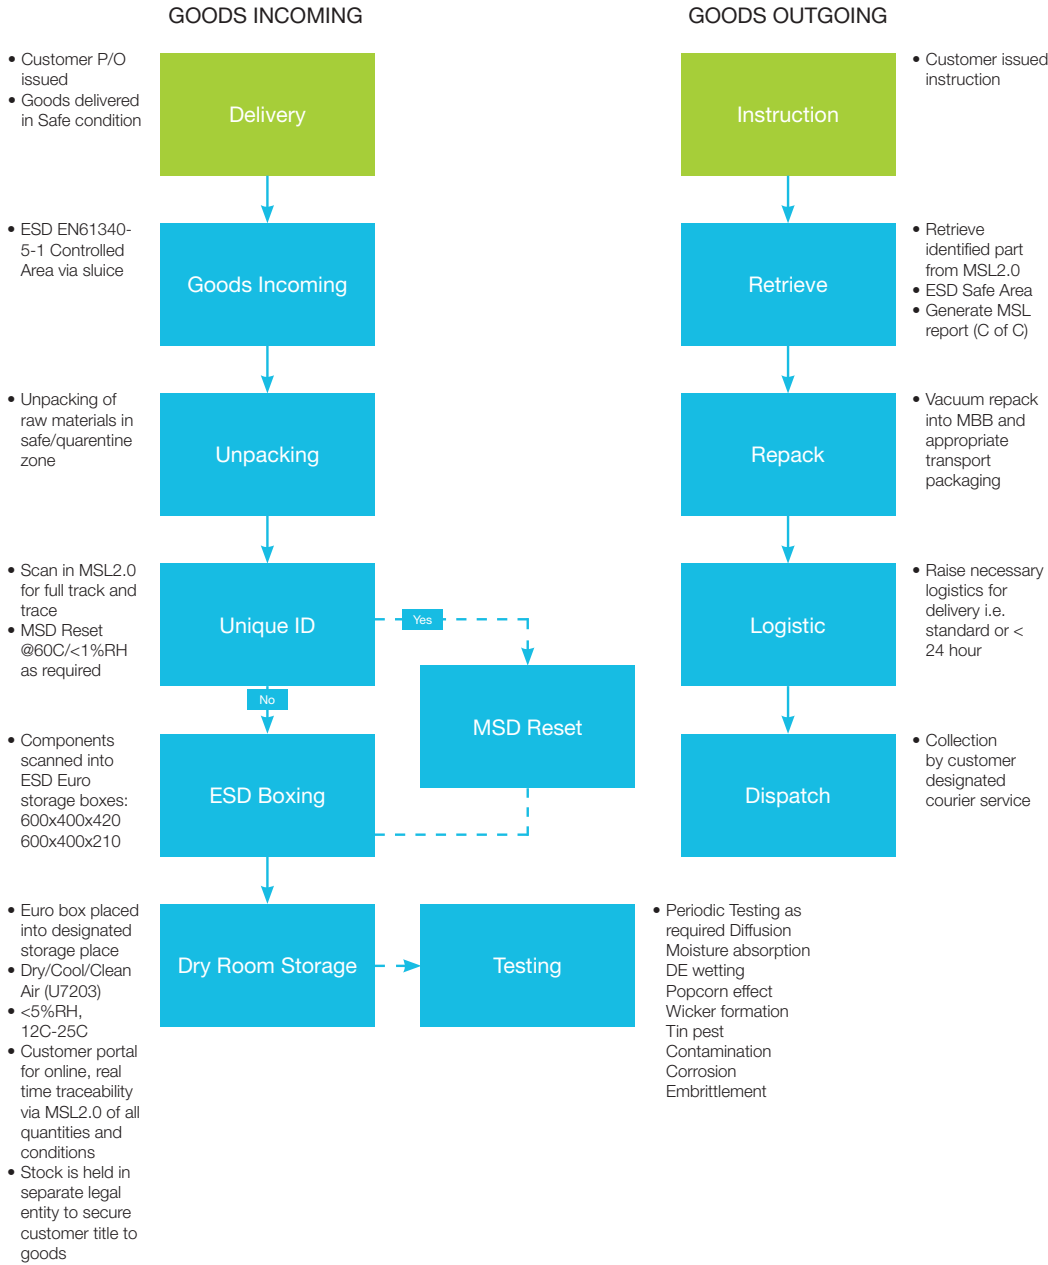 GOODS INCOMING
• Customer P/O
issued
• Goods delivered
in Safe condition
Delivery
• ESD EN61340-
5-1 Controlled
Area via sluice
Goods Incoming
• Unpacking of
raw materials in
safe/quarentine
zone
Unpacking
• Scan in MSL2.0
for full track and
trace
• MSD Reset
@60C/<1%RH
as required
Unique ID
Yes
No
MSD Reset
• Components
scanned into
ESD Euro
storage boxes:
600x400x420
600x400x210
ESD Boxing
• Euro box placed
into designated
storage place
• Dry/Cool/Clean
Air (U7203)
• <5%RH,
12C-25C
• Customer portal
for online, real
time traceability
via MSL2.0 of all
quantities and
conditions
• Stock is held in
separate legal
entity to secure
customer title to
goods
Dry Room Storage
Testing
• Periodic Testing as
required Diffusion
Moisture absorption
DE wetting
Popcorn effect
Wicker formation
Tin pest
Contamination
Corrosion
Embrittlement
GOODS OUTGOING
Instruction
• Customer issued
instruction
Retrieve
• Retrieve
identified part
from MSL2.0
• ESD Safe Area
• Generate MSL
report (C of C)
Repack
• Vacuum repack
into MBB and
appropriate
transport
packaging
Logistic
• Raise necessary
logistics for
delivery i.e.
standard or <
24 hour
Dispatch
• Collection
by customer
designated
courier service